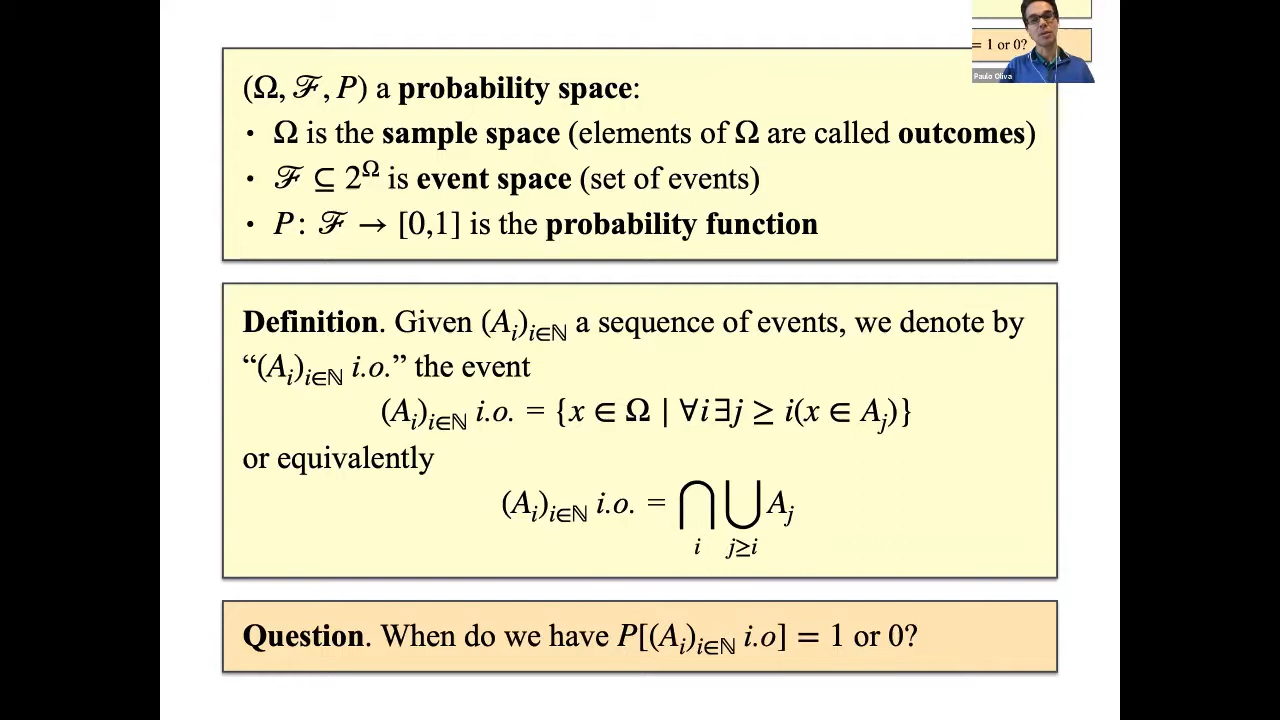 (Ω, ℱ, P) a probability space:
• Ω is the sample space (elements of Ω are called outcomes)
• ℱ ⊆ 2^Ω is event space (set of events)
• P: ℱ → [0,1] is the probability function
Definition. Given (A_i)_{i∈ℕ} a sequence of events, we denote by
“(A_i)_{i∈ℕ} i.o.” the event
(A_i)_{i∈ℕ} i.o. = {x ∈ Ω | ∀i ∃j ≥ i(x ∈ A_j)}
or equivalently
(A_i)_{i∈ℕ} i.o. = ⋂_i ⋃_{j≥i} A_j
Question. When do we have P[(A_i)_{i∈ℕ} i.o] = 1 or 0?
= 1 or 0?
Paulo Oliva